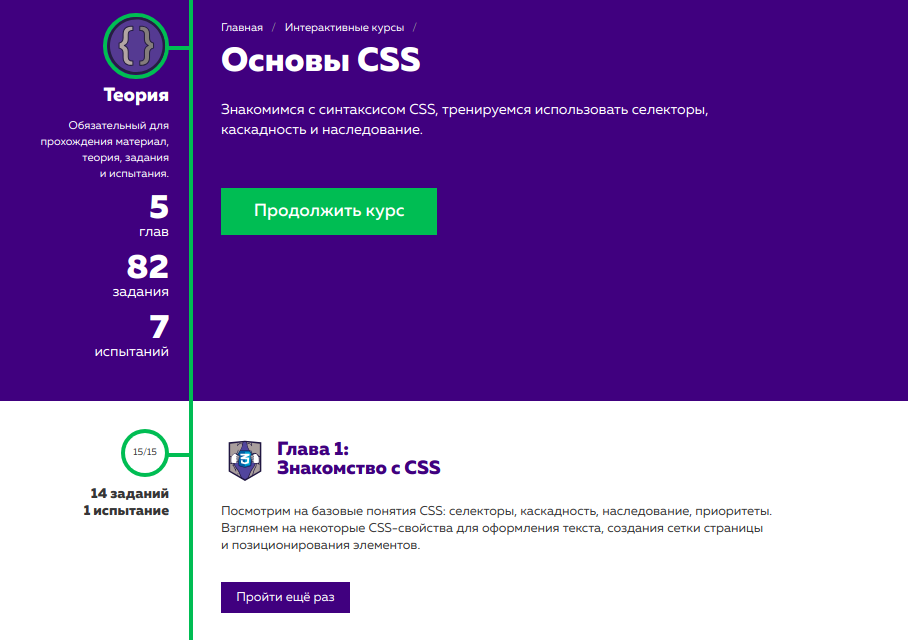 Главная / Интерактивные курсы /
Основы CSS
Знакомимся с синтаксисом CSS, тренируемся использовать селекторы,
каскадность и наследование.
Продолжить курс
{}
Теория
Обязательный для
прохождения материал,
теория, задания
и испытания.
5
глав
82
задания
7
испытаний
15/15
14 заданий
1 испытание
3
Глава 1:
Знакомство с CSS
Посмотрим на базовые понятия CSS: селекторы, каскадность, наследование, приоритеты.
Взглянем на некоторые CSS-свойства для оформления текста, создания сетки страницы
и позиционирования элементов.
Пройти ещё раз